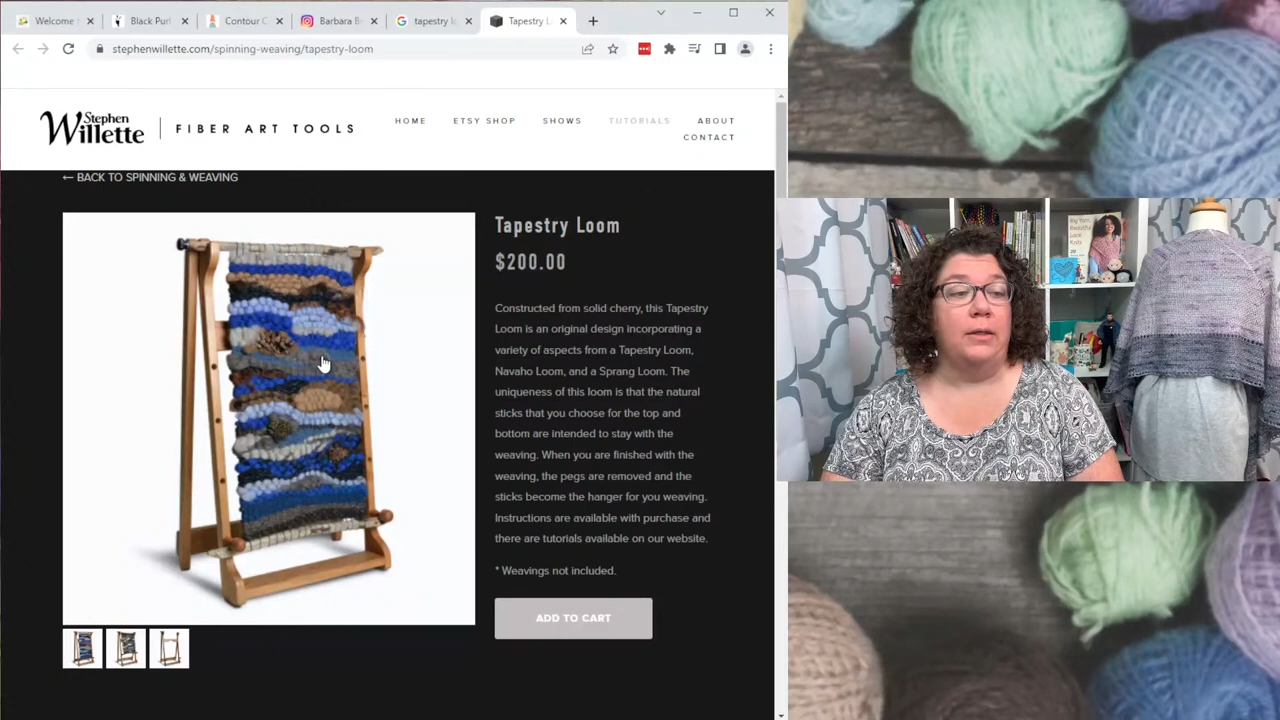 Welcome
Black Purl
Contour C
Barbara B
tapestry lo
Tapestry L
stephenwillette.com/spinning-weaving/tapestry-loom
Stephen
Willette
FIBER ART TOOLS
HOME
ETSY SHOP
SHOWS
TUTORIALS
ABOUT
CONTACT
← BACK TO SPINNING & WEAVING
Tapestry Loom
$200.00
Constructed from solid cherry, this Tapestry
Loom is an original design incorporating a
variety of aspects from a Tapestry Loom,
Navaho Loom, and a Sprang Loom. The
uniqueness of this loom is that the natural
sticks that you choose for the top and
bottom are intended to stay with the
weaving. When you are finished with the
weaving, the pegs are removed and the
sticks become the hanger for you weaving.
Instructions are available with purchase and
there are tutorials available on our website.
* Weavings not included.
ADD TO CART
Big Yarn,
Beautiful
Lace Knits